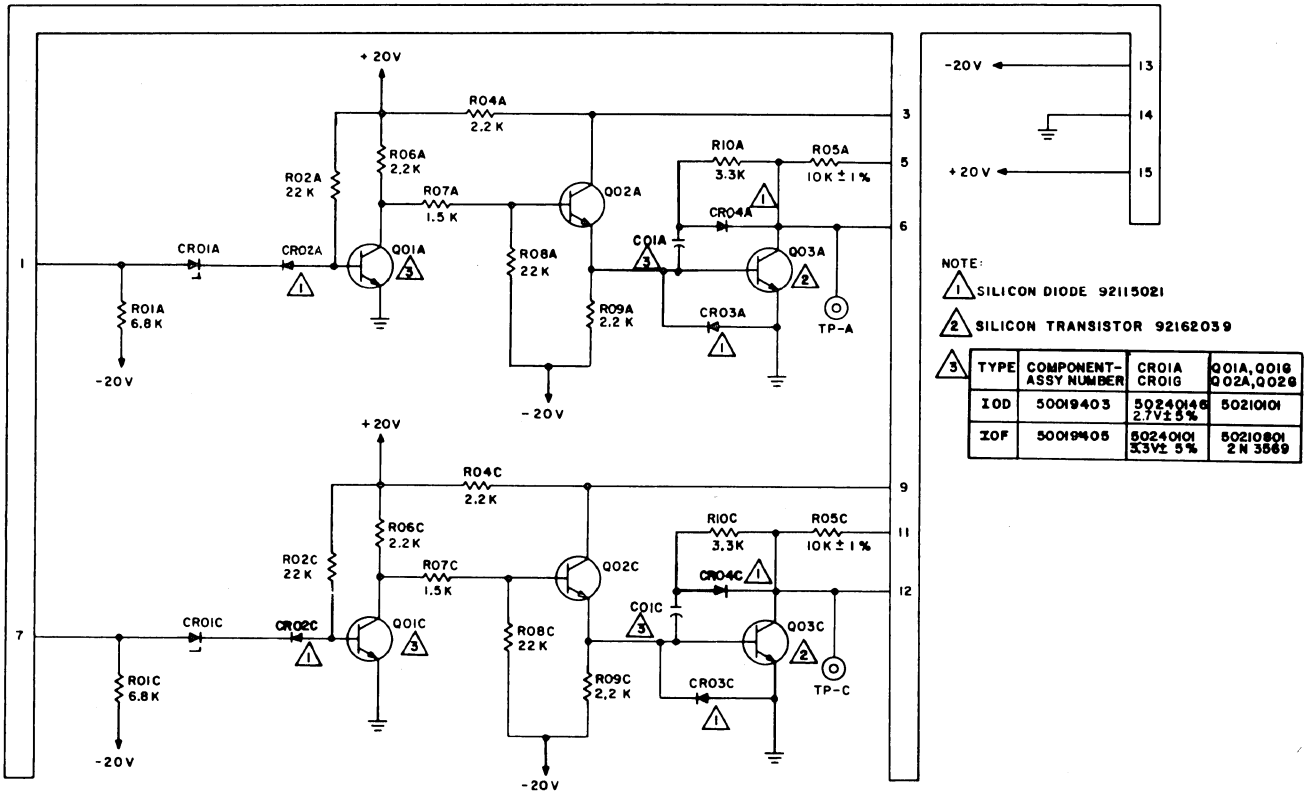 +20V
R04A
2.2K
3
R06A
2.2K
R02A
22K
R07A
1.5K
Q02A
R10A
3.3K
R05A
10K ± 1%
5
1
CR04A
6
1
CR01A
CR02A
1
Q01A
3
R08A
22K
C01A
3
Q03A
2
R01A
6.8K
R09A
2.2K
CR03A
1
TP-A
-20V
-20V
+20V
R04C
2.2K
9
R06C
2.2K
R02C
22K
R07C
1.5K
Q02C
R10C
3.3K
R05C
10K ± 1%
11
1
CR04C
12
7
CR01C
CR02C
1
Q01C
3
R08C
22K
C01C
3
Q03C
2
R01C
6.8K
R09C
2,2K
CR03C
1
TP-C
-20V
-20V
-20V
13
14
+20V
15
NOTE:
1 SILICON DIODE 92115021
2 SILICON TRANSISTOR 92162039
3
TYPE COMPONENT-ASSY NUMBER CR01A CR01G Q01A, Q01G Q02A, Q02G
IOD 50019403 50240146 2.7V± 5% 50210101
IOF 50019405 50240101 3.3V± 5% 50210801 2N 3569